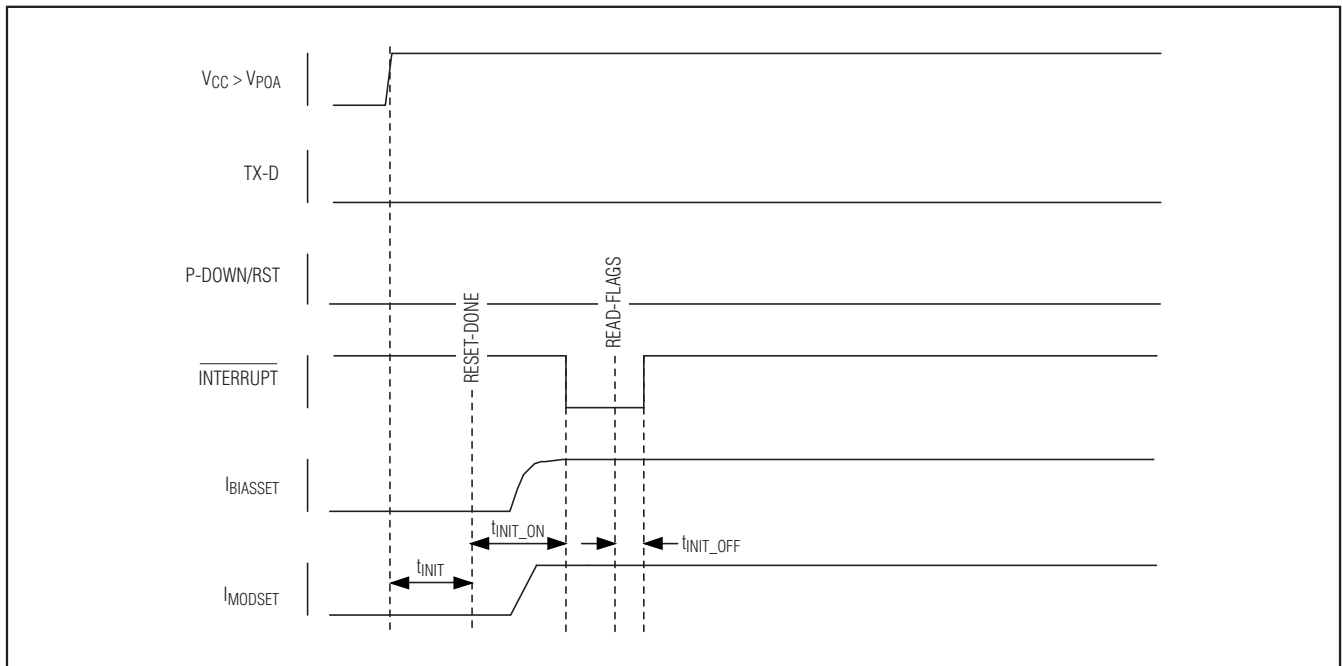 VCC > VPOA
TX-D
P-DOWN/RST
RESET-DONE
READ-FLAGS
INTERRUPT
IBIASSET
tINIT_ON
tINIT_OFF
tINIT
IMODSET